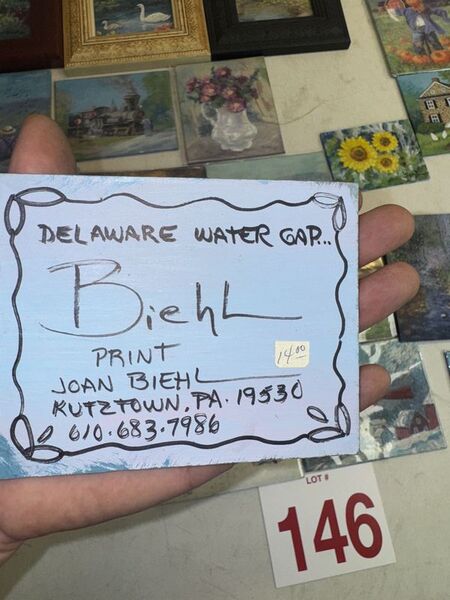 DELAWARE WATER GAP...
Biehl
PRINT
14.00
JOAN BIEHL
KUTZTOWN, PA. 19530
610.683.7986
LOT #
146